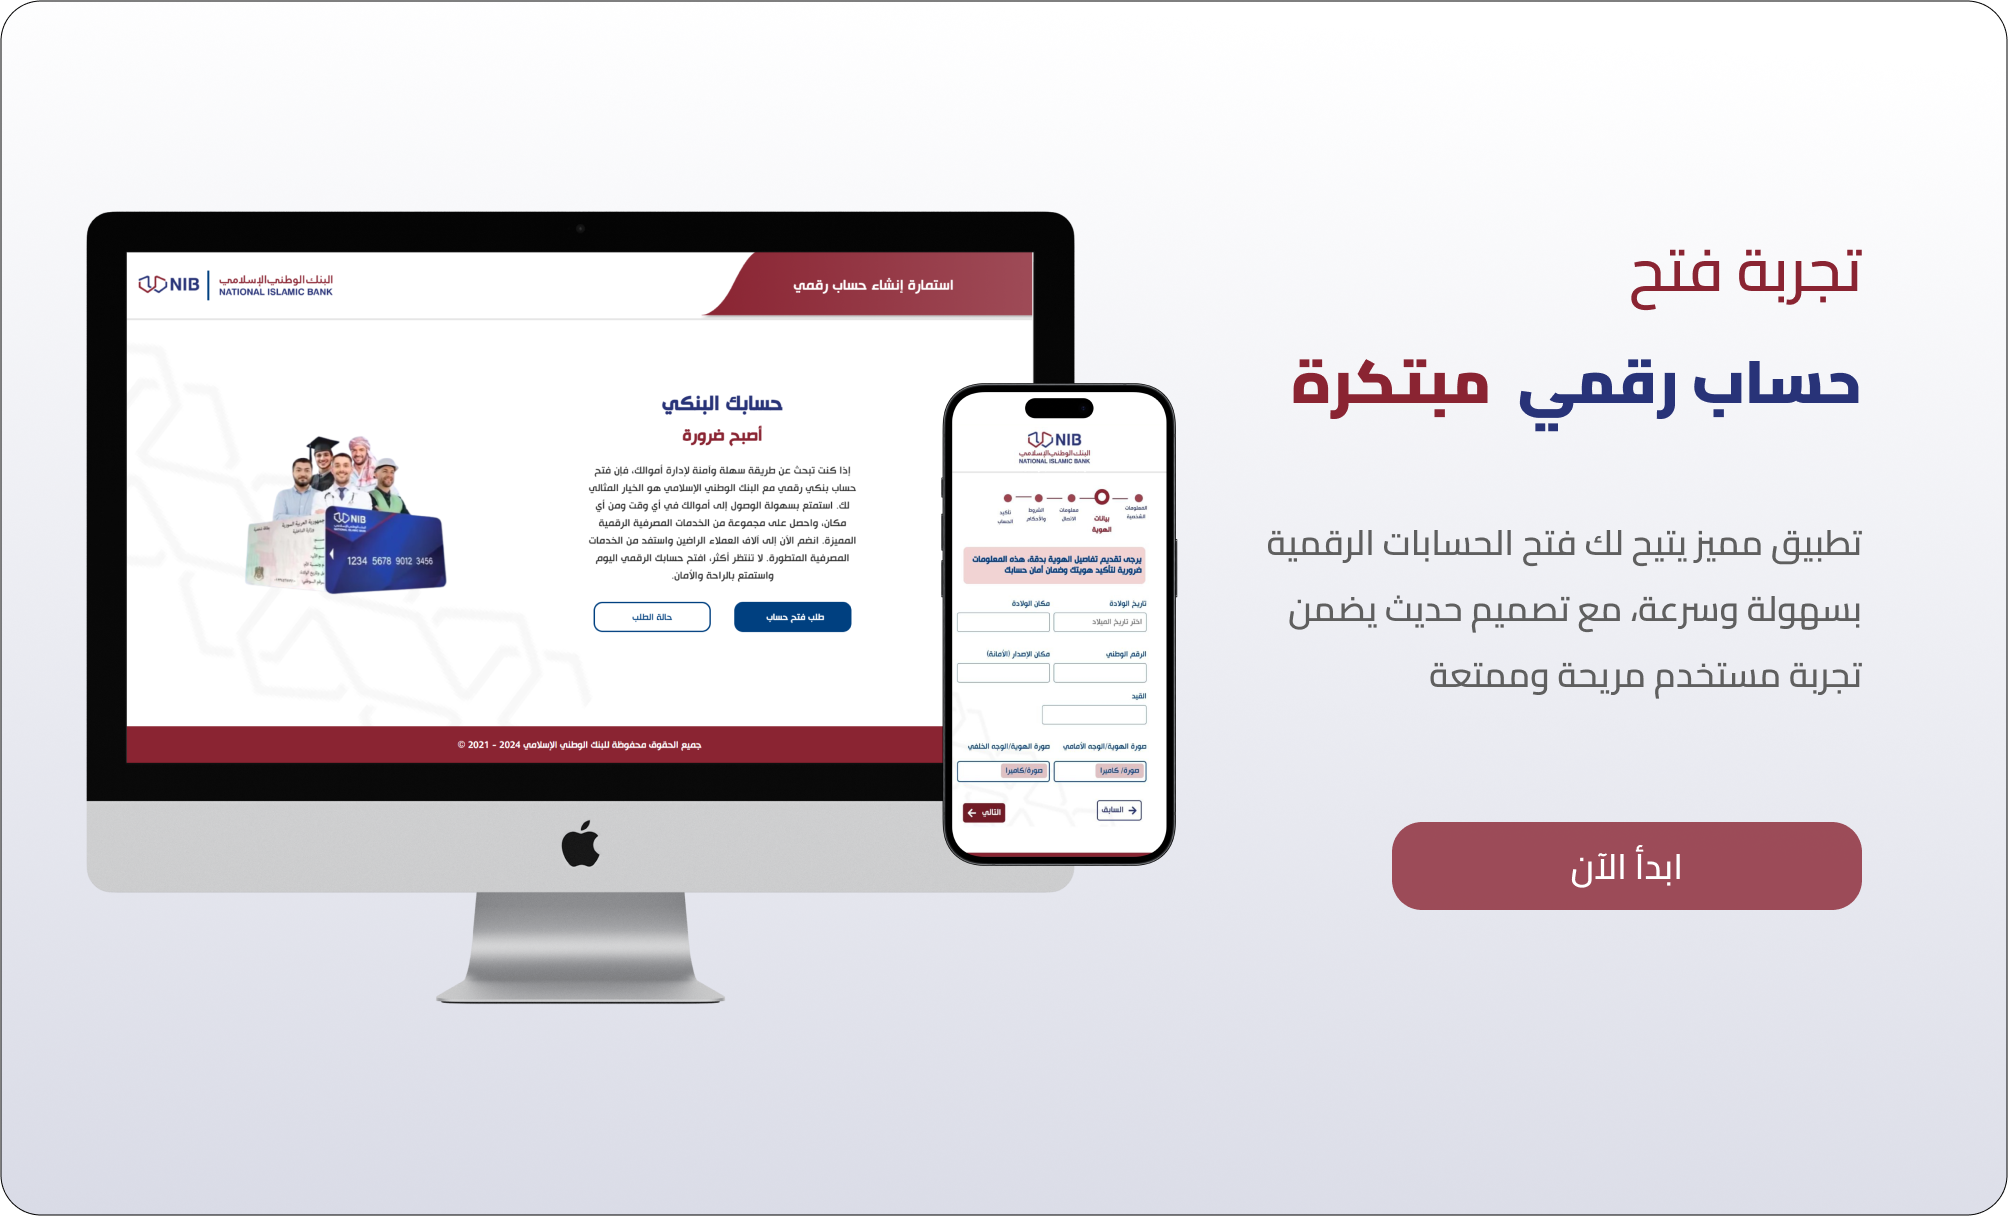 تجربة فتح
حساب رقمي مبتكرة
تطبيق مميز يتيح لك فتح الحسابات الرقمية
بسهولة وسرعة، مع تصميم حديث يضمن
تجربة مستخدم مريحة وممتعة
ابدأ الآن
استمارة إنشاء حساب رقمي
NIB
البنك الوطني الإسلامي
NATIONAL ISLAMIC BANK
حسابك البنكي
أصبح ضرورة
إذا كنت تبحث عن طريقة سهلة وآمنة لإدارة أموالك، فإن فتح
حساب بنكي رقمي مع البنك الوطني الإسلامي هو الخيار المثالي
لك. استمتع بسهولة الوصول إلى أموالك في أي وقت ومن أي
مكان، واحصل على مجموعة من الخدمات المصرفية الرقمية
المميزة. انضم الآن إلى آلاف العملاء الراضين واستفد من الخدمات
المصرفية المتطورة. لا تنتظر أكثر، افتح حسابك الرقمي اليوم
واستمتع بالراحة والأمان.
طلب فتح حساب
حالة الطلب
NIB
1234 5678 9012 3456
جميع الحقوق محفوظة للبنك الوطني الإسلامي 2024 - 2021 ©
NIB
البنك الوطني الإسلامي
NATIONAL ISLAMIC BANK
المعلومات الشخصية
بيانات الهوية
معلومات الاتصال
الشروط والأحكام
تأكيد الحساب
يرجى تقديم تفاصيل الهوية بدقة، هذه المعلومات
ضرورية لتأكيد هويتك وضمان أمان حسابك
تاريخ الولادة
مكان الولادة
اختر تاريخ الميلاد
الرقم الوطني
مكان الإصدار (الأمانة)
القيد
صورة الهوية/الوجه الأمامي
صورة الهوية/الوجه الخلفي
صورة/ كاميرا
صورة/كاميرا
السابق
التالي